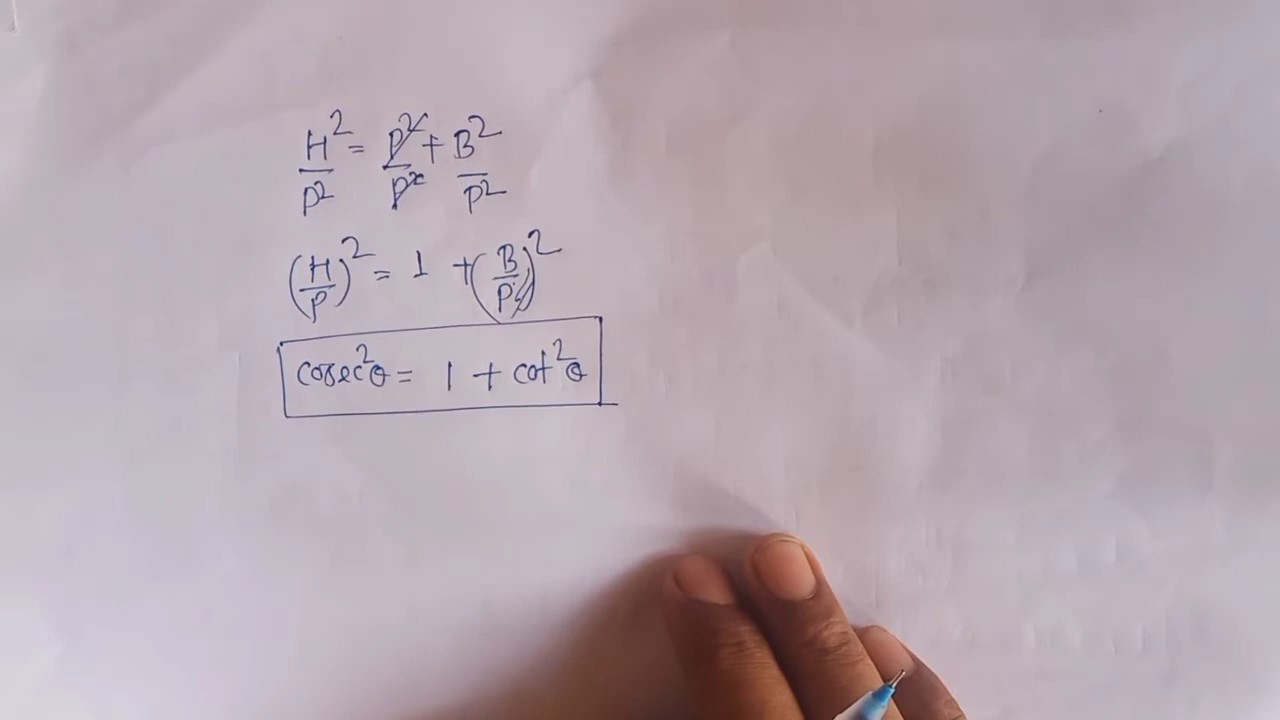 H²/P² = P²/P² + B²/P²
(H/P)² = 1 + (B/P)²
cosec²θ = 1 + cot²θ